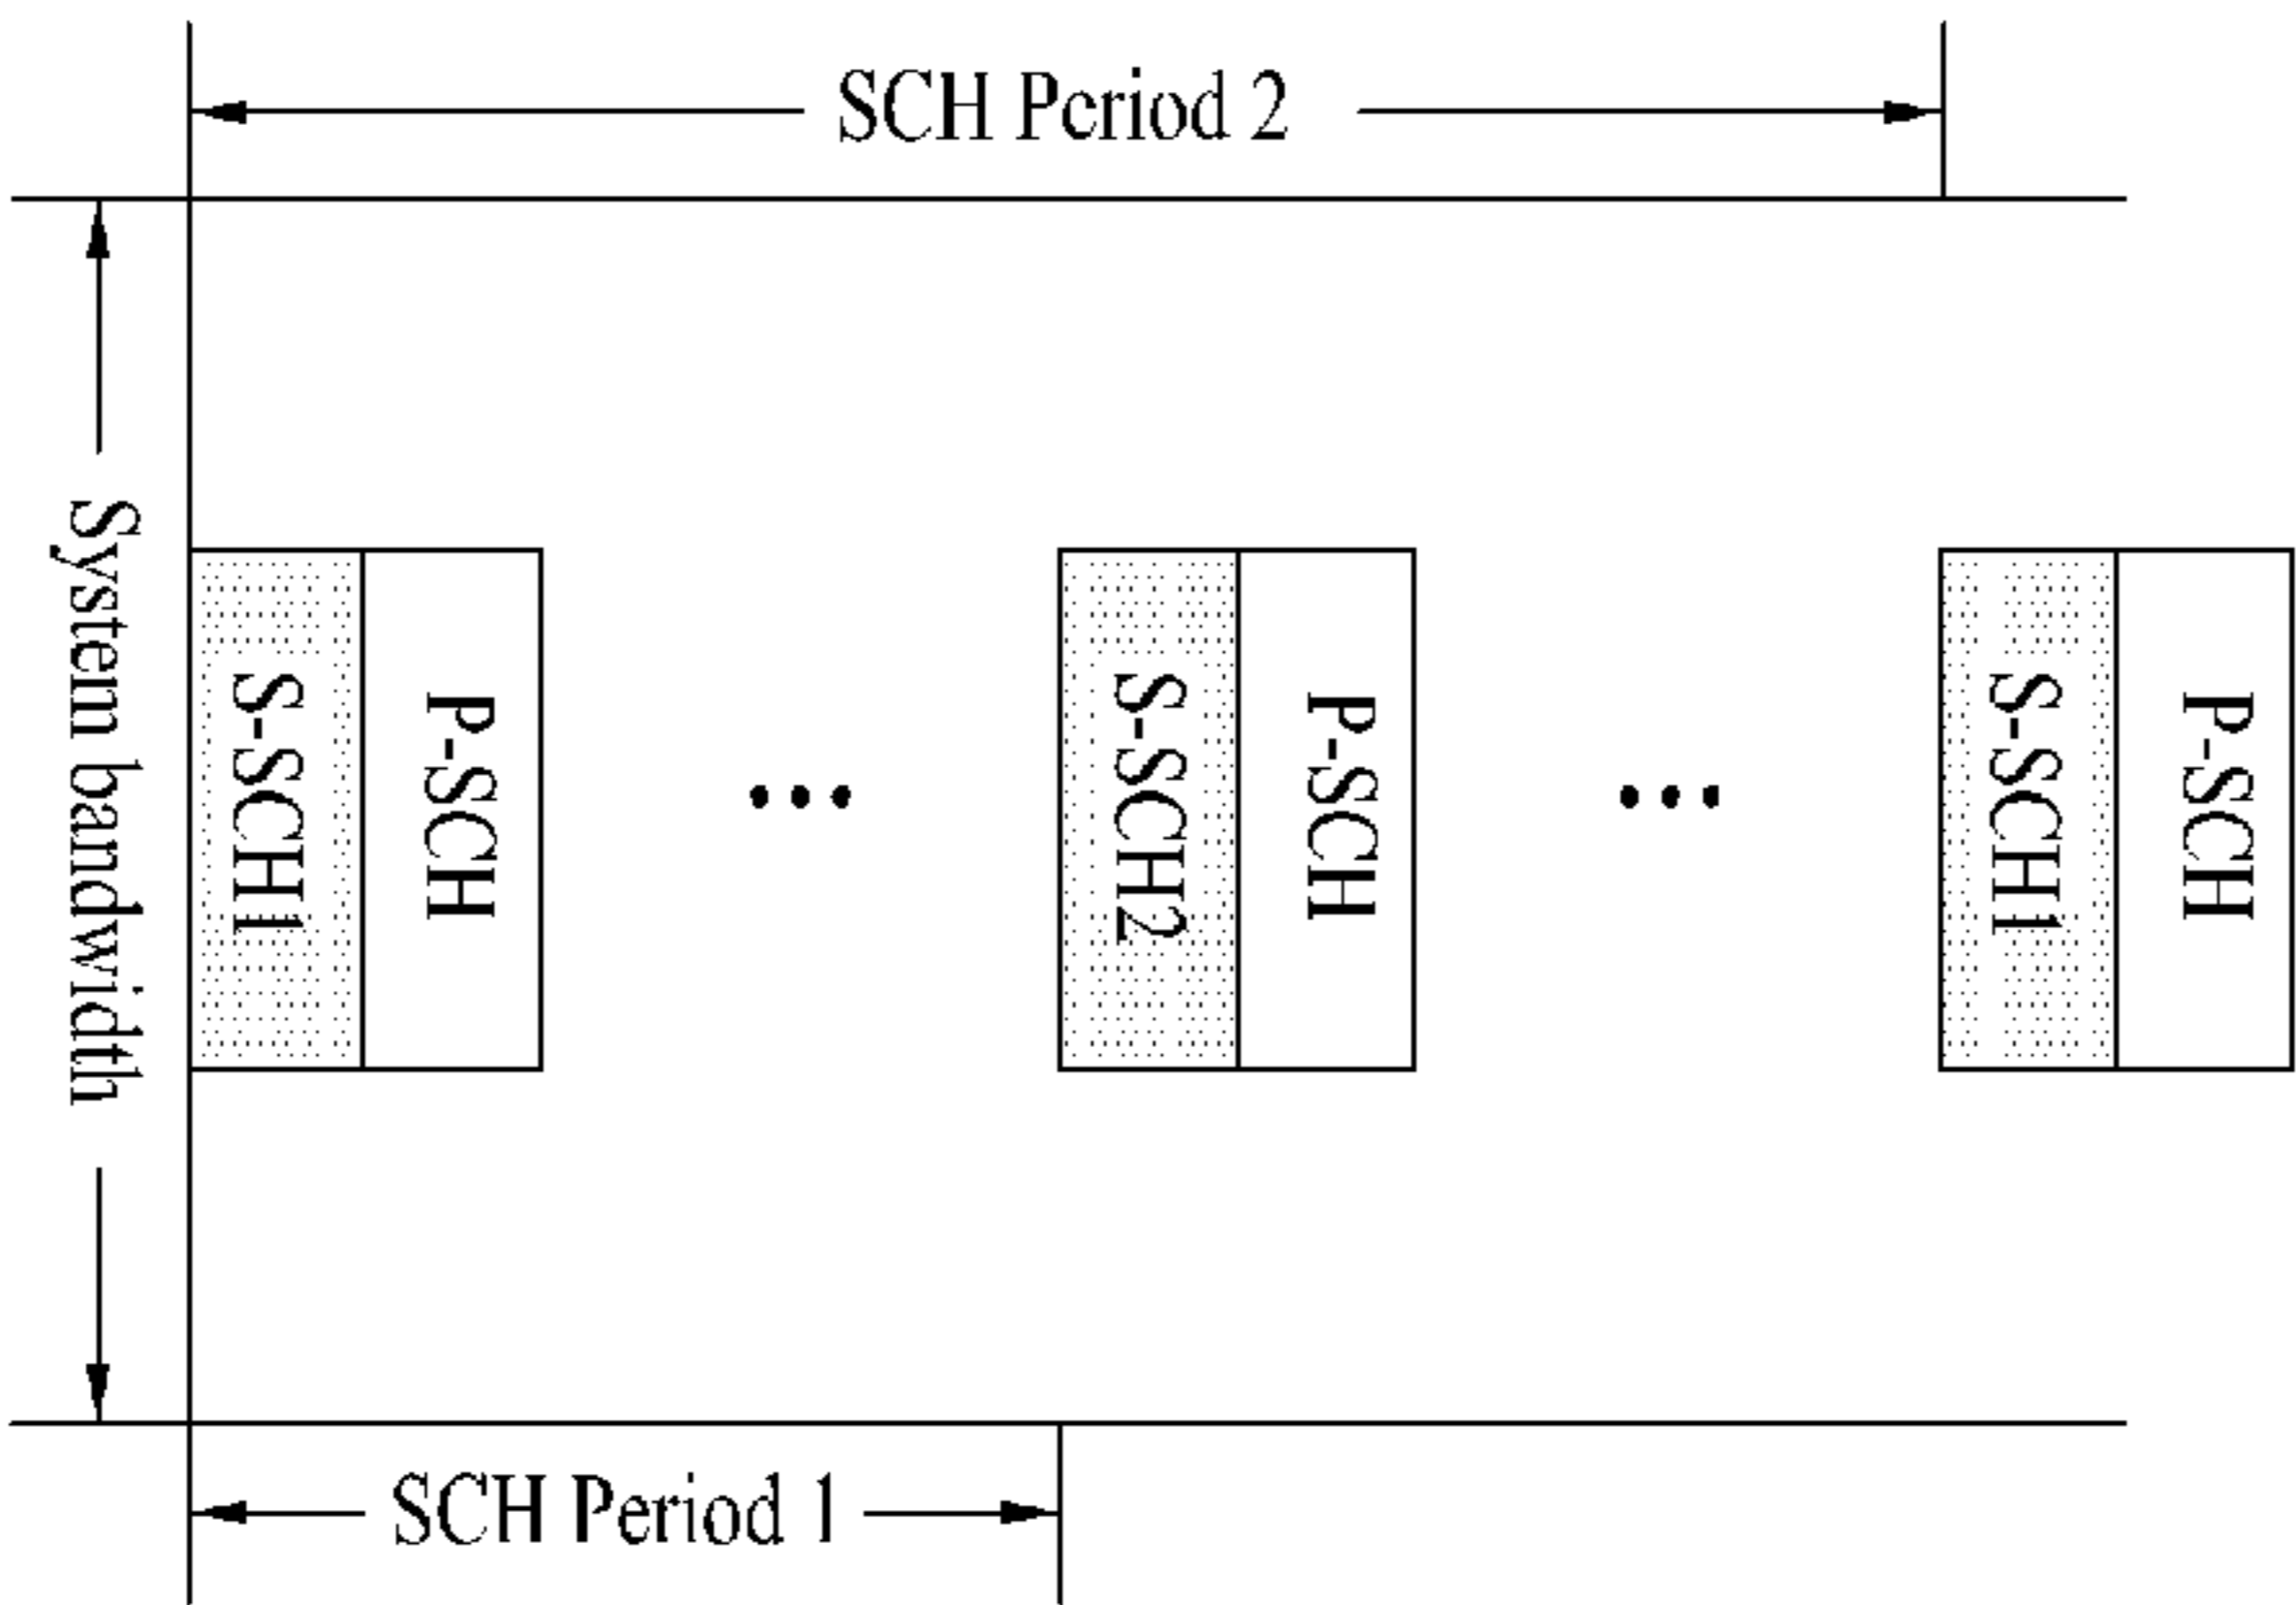 SCH Period 2
System bandwidth
S-SCH1
P-SCH
...
S-SCH2
P-SCH
...
S-SCH1
P-SCH
SCH Period 1